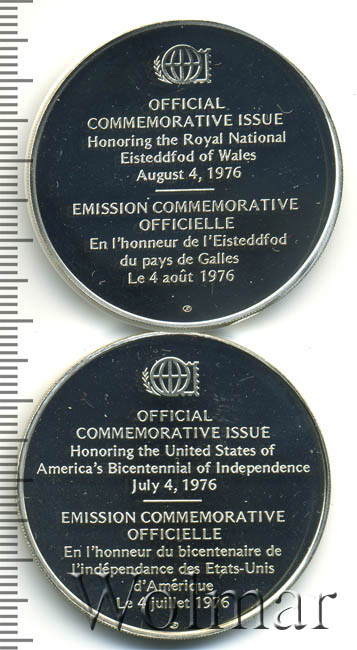 OFFICIAL
COMMEMORATIVE ISSUE
Honoring the Royal National
Eisteddfod of Wales
August 4, 1976
EMISSION COMMEMORATIVE
OFFICIELLE
En l'honneur de l'Eisteddfod
du pays de Galles
Le 4 août 1976
OFFICIAL
COMMEMORATIVE ISSUE
Honoring the United States of
America's Bicentennial of Independence
July 4, 1976
EMISSION COMMEMORATIVE
OFFICIELLE
En l'honneur du bicentenaire de
l'indépendance des Etats-Unis
d'Amérique
Le 4 juillet 1976
Wolmar